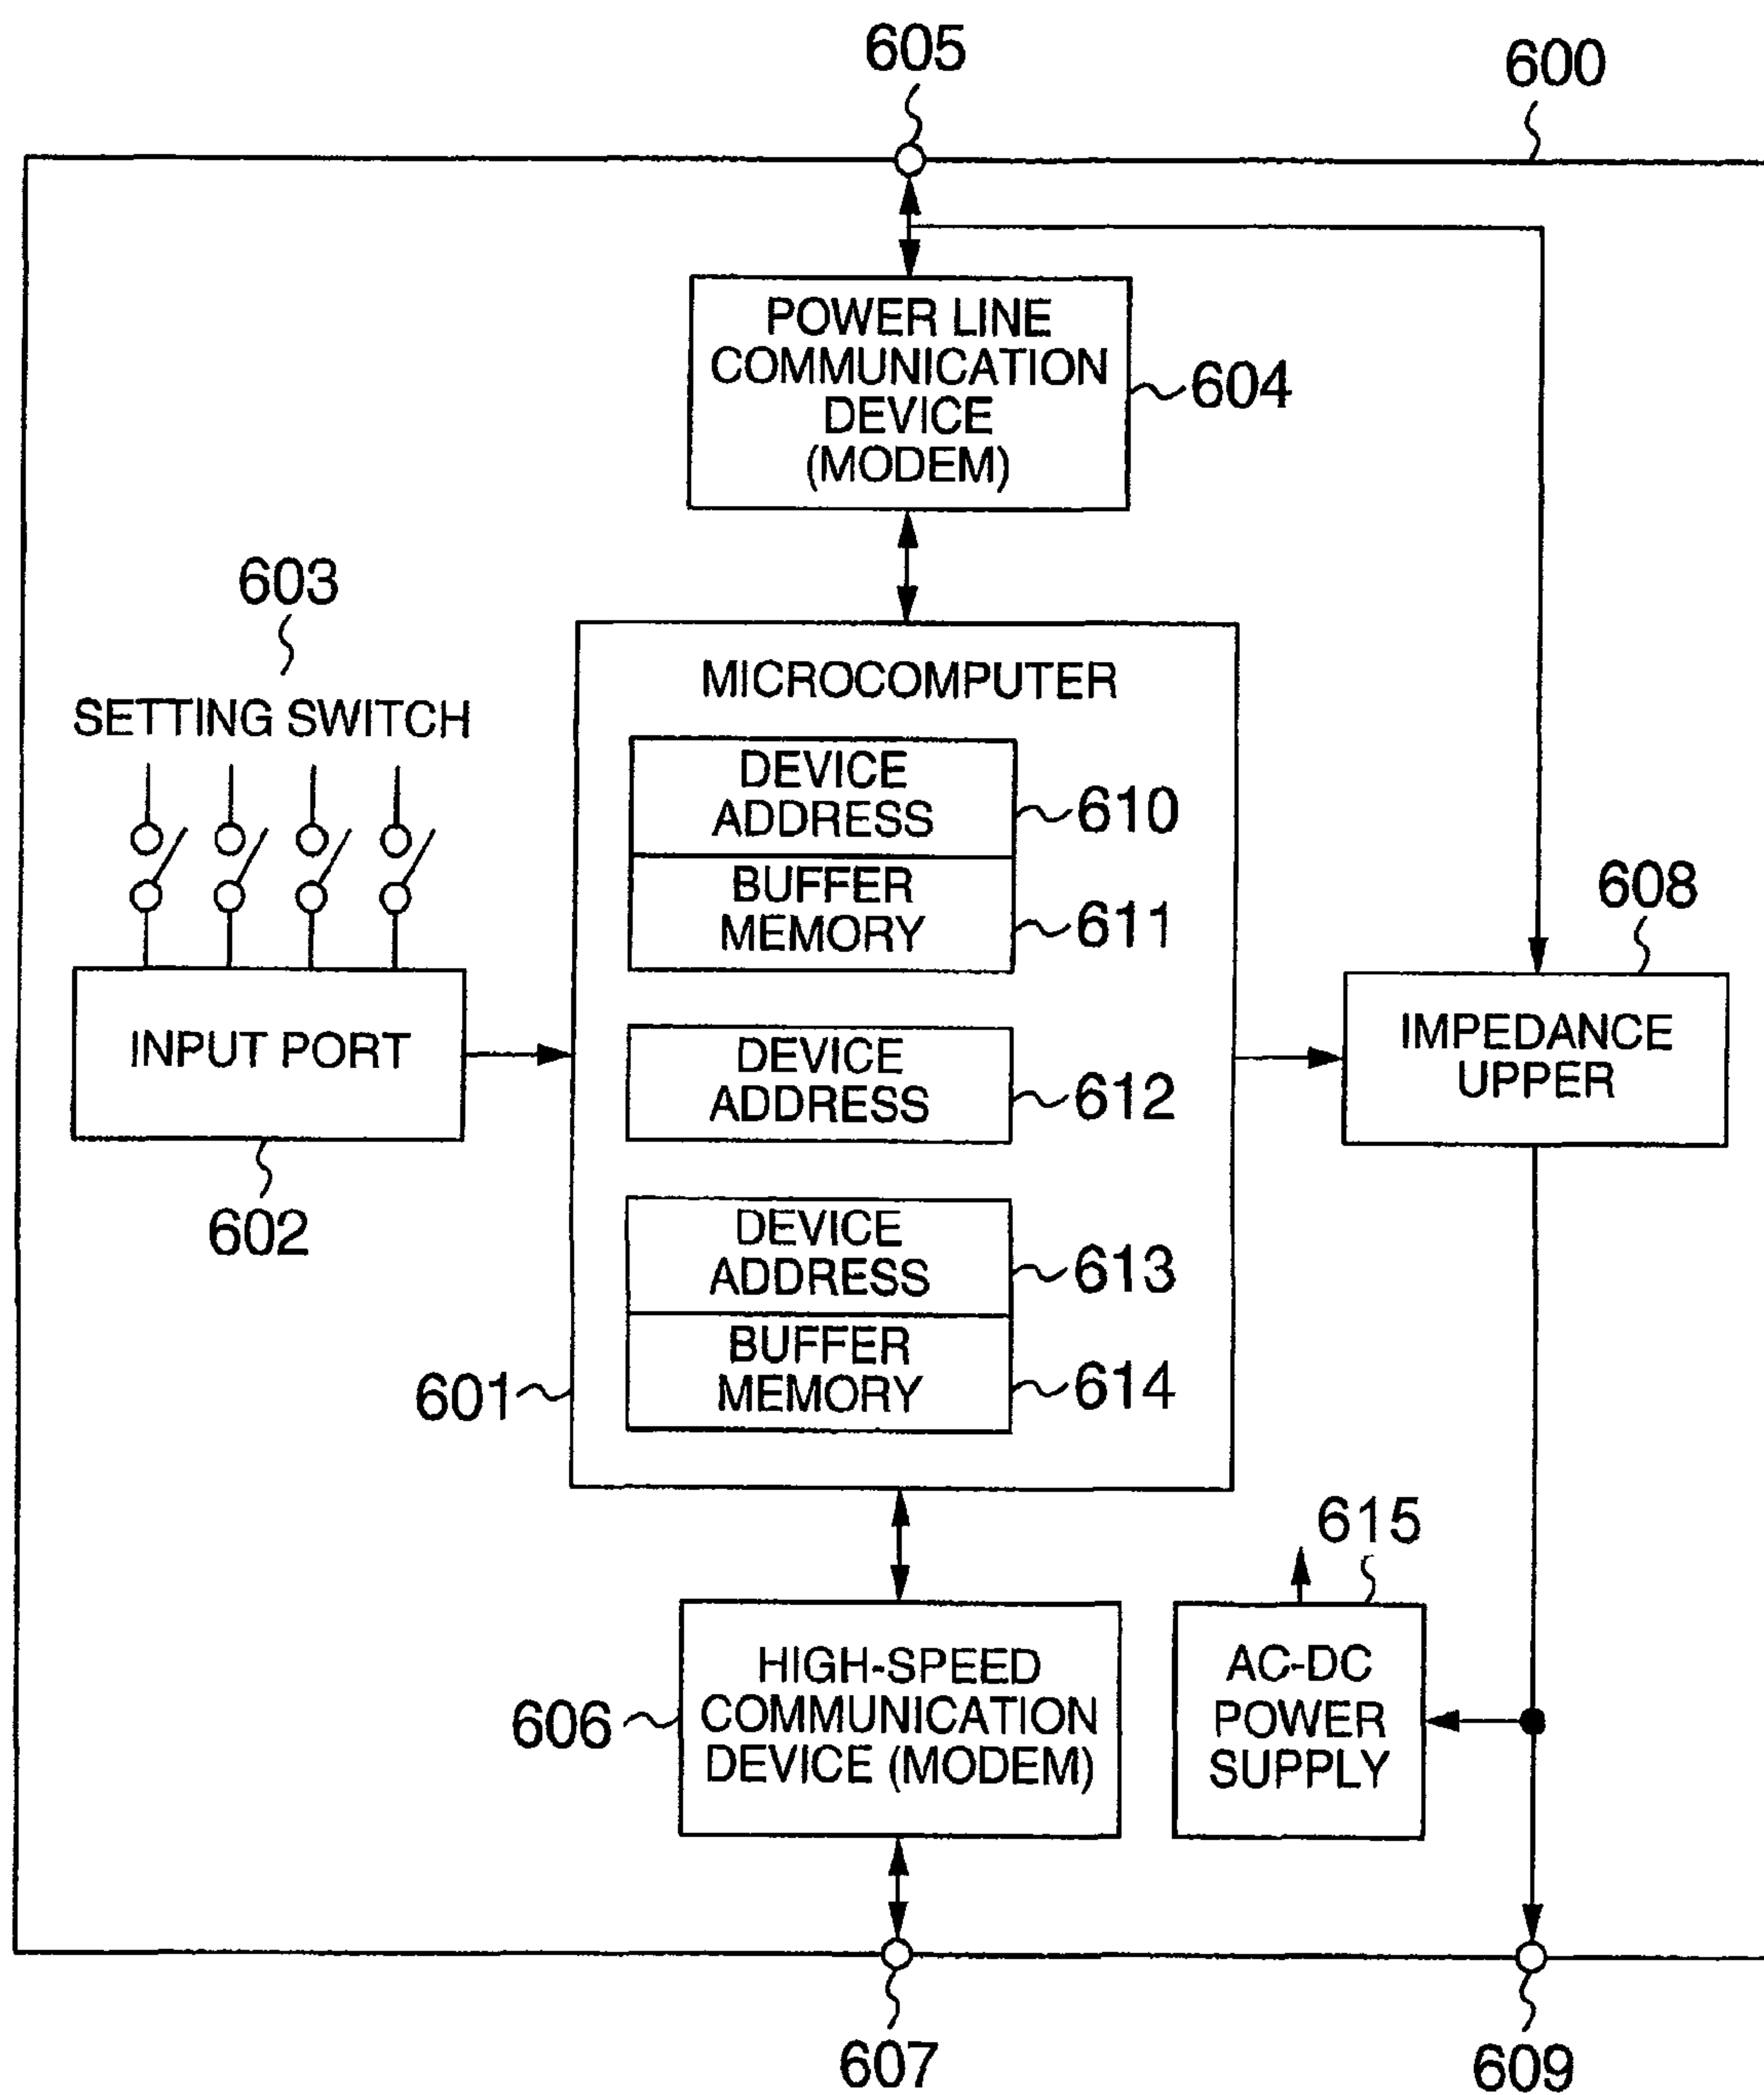 605
600
POWER LINE
COMMUNICATION
DEVICE
(MODEM)
604
603
SETTING SWITCH
MICROCOMPUTER
DEVICE
ADDRESS
610
BUFFER
MEMORY
611
608
INPUT PORT
602
DEVICE
ADDRESS
612
IMPEDANCE
UPPER
DEVICE
ADDRESS
613
BUFFER
MEMORY
614
601
615
HIGH-SPEED
COMMUNICATION
DEVICE (MODEM)
606
AC-DC
POWER
SUPPLY
607
609